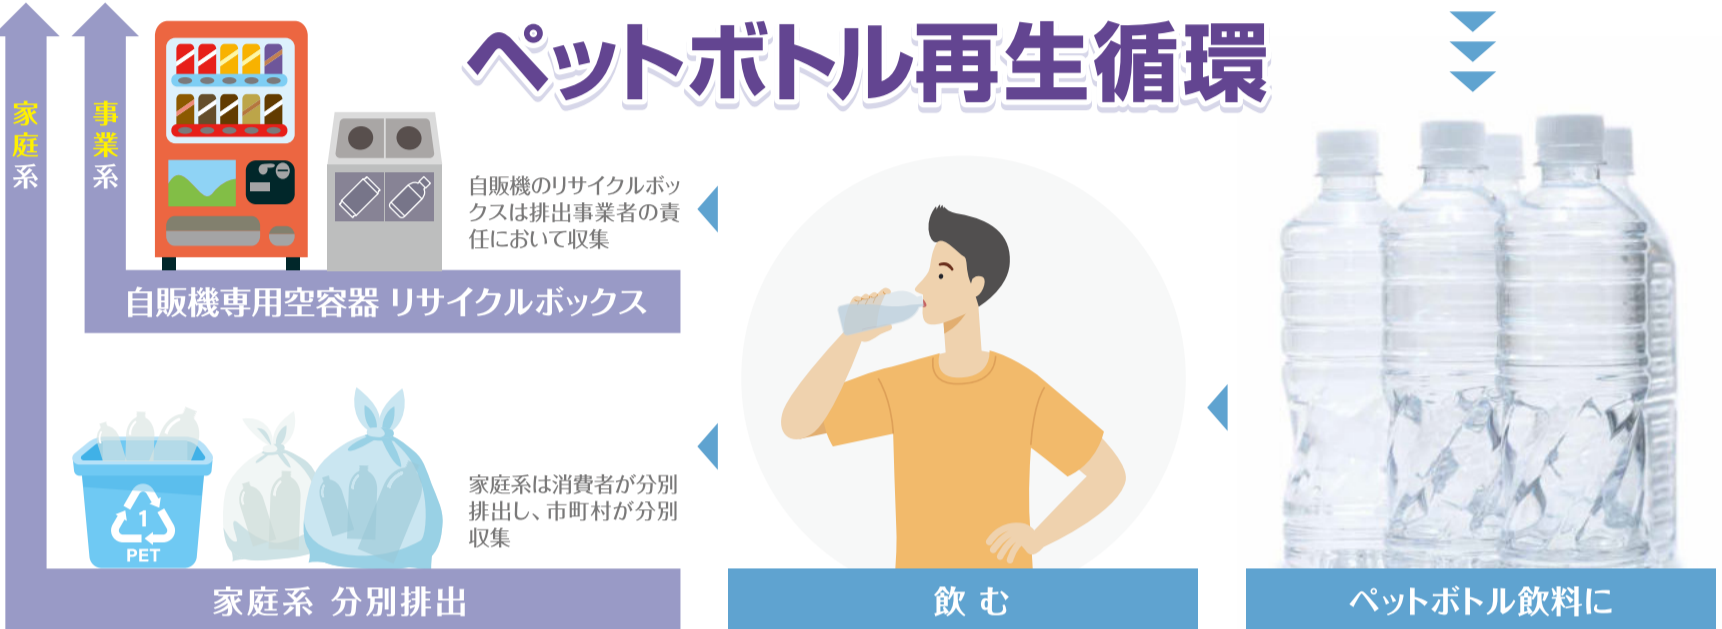 ペットボトル再生循環
家庭系
事業系
自販機のリサイクルボッ
クスは排出事業者の責
任において収集
自販機専用空容器 リサイクルボックス
家庭系は消費者が分別
排出し、市町村が分別
収集
1
PET
家庭系 分別排出
飲む
ペットボトル飲料に